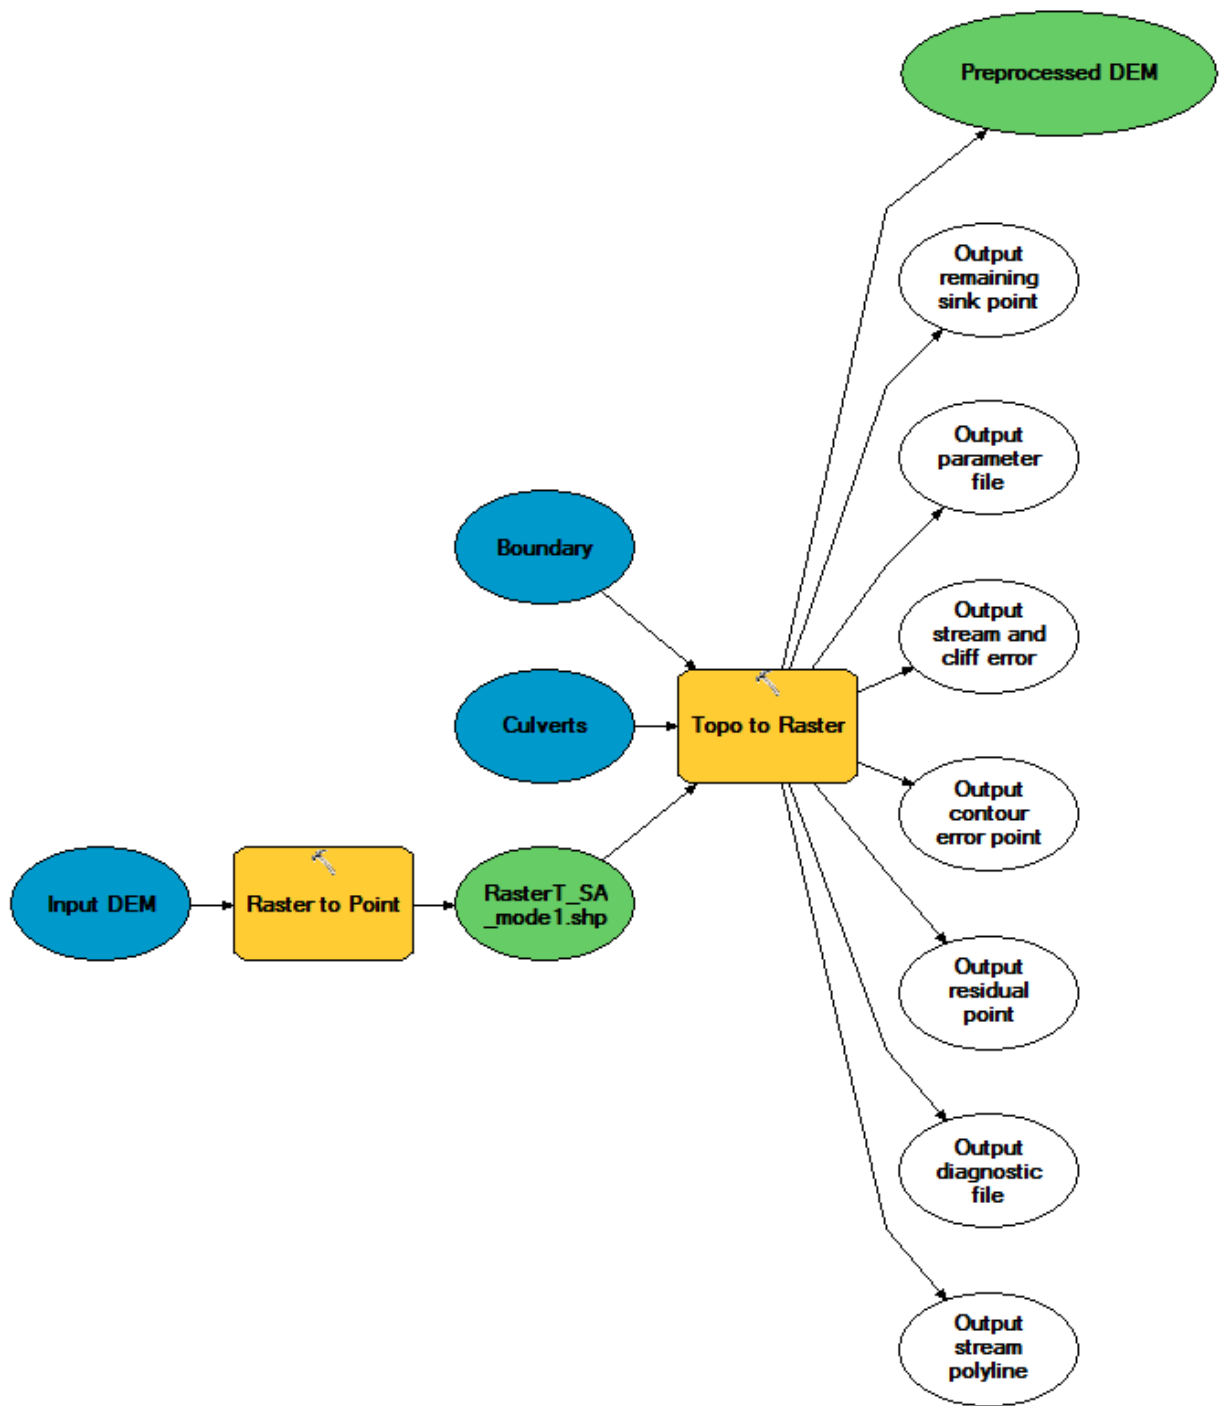 Preprocessed DEM
Output
remaining
sink point
Output
parameter
file
Boundary
Output
stream and
cliff error
Culverts
Topo to Raster
Output
contour
error point
Input DEM
Raster to Point
RasterT_SA
_mode1.shp
Output
residual
point
Output
diagnostic
file
Output
stream
polyline